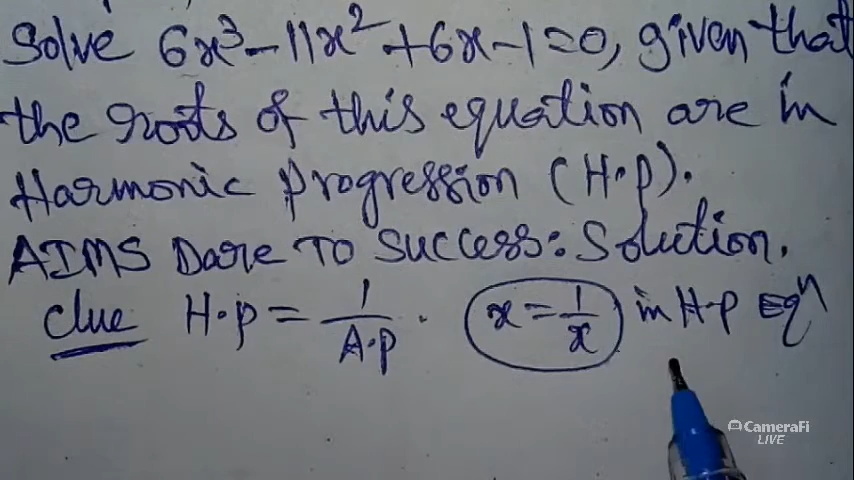 Solve 6x³-11x²+6x-1=0, given that
the roots of this equation are in
Harmonic Progression (H.P).
AIMS Dare To Success: Solution.
Clue H.P = 1/A.P . x = 1/x in H.P Eqⁿ
CameraFi
LIVE